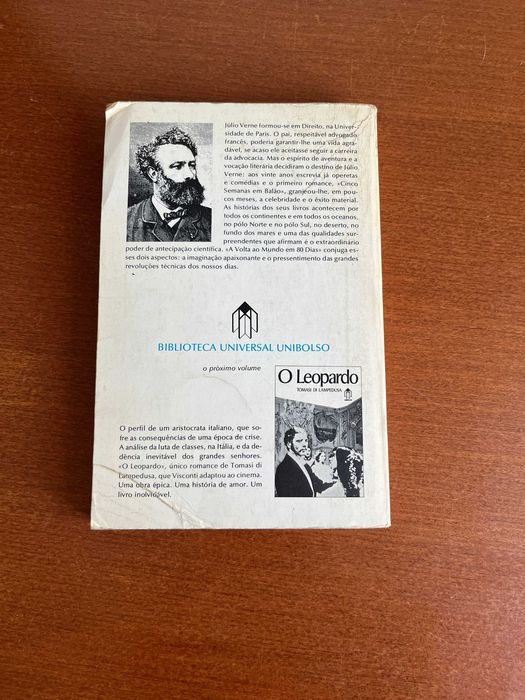 Júlio Verne formou-se em Direito, na Univer-
sidade de Paris. O pai, respeitável advogado
francês, poderia garantir-lhe uma vida agra-
dável, se acaso ele aceitasse seguir a carreira
da advocacia. Mas o espírito de aventura e a
vocação literária decidiram o destino de Júlio
Verne: aos vinte anos escrevia já operetas
e comédias e o primeiro romance, «Cinco
Semanas em Balão», granjeou-lhe, em pou-
cos meses, a celebridade e o êxito material.
As histórias dos seus livros acontecem por
todos os continentes e em todos os oceanos,
no pólo Norte e no pólo Sul, no deserto, no
fundo dos mares e uma das qualidades sur-
preendentes que afirmam é o extraordinário
poder de antecipação científica. «A Volta ao Mundo em 80 Dias» conjuga es-
ses dois aspectos: a imaginação apaixonante e o pressentimento das grandes
revoluções técnicas dos nossos dias.
BIBLIOTECA UNIVERSAL UNIBOLSO
o próximo volume
O Leopardo
TOMASI DI LAMPEDUSA
O perfil de um aristocrata italiano, que so-
fre as consequências de uma época de crise.
A análise da luta de classes, na Itália, e da de-
dência inevitável dos grandes senhores.
«O Leopardo», único romance de Tomasi di
Lampedusa, que Visconti adaptou ao cinema.
Uma obra épica. Uma história de amor. Um
livro inolvidável.